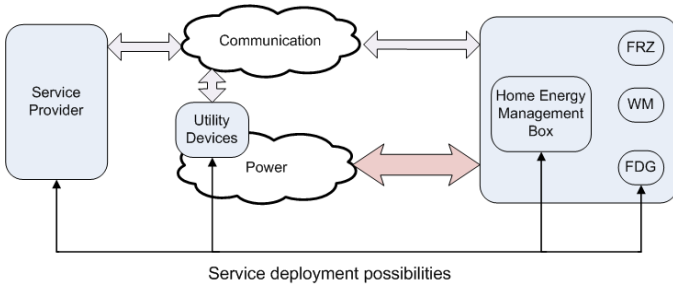 Communication
FRZ
Service
Provider
Home Energy
Management
Box
WM
Utility
Devices
Power
FDG
Service deployment possibilities